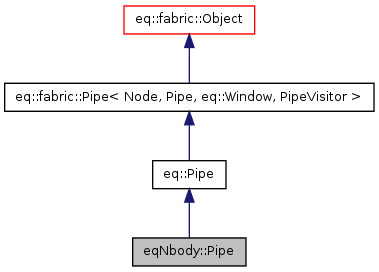 eq::fabric::Object
eq::fabric::Pipe< Node, Pipe, eq::Window, PipeVisitor >
eq::Pipe
eqNbody::Pipe